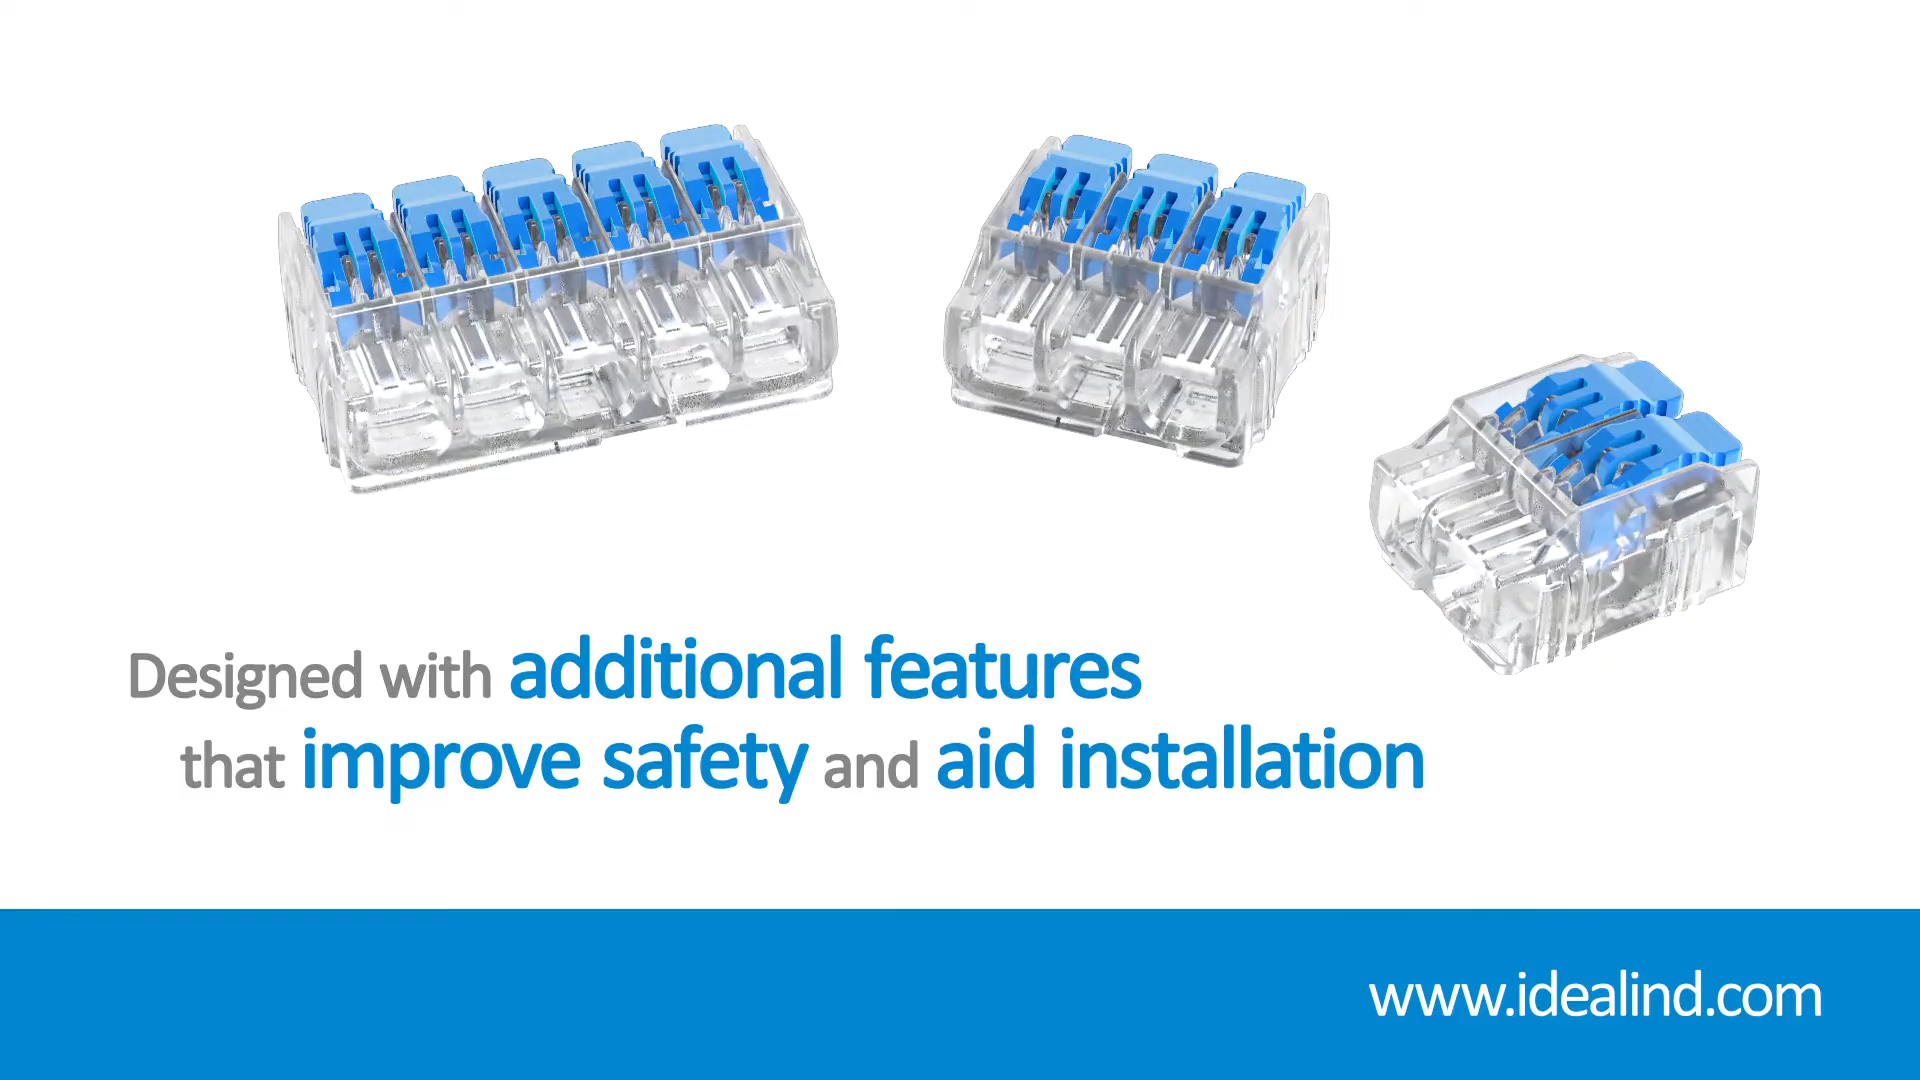 Designed with additional features
that improve safety and aid installation
www.idealind.com